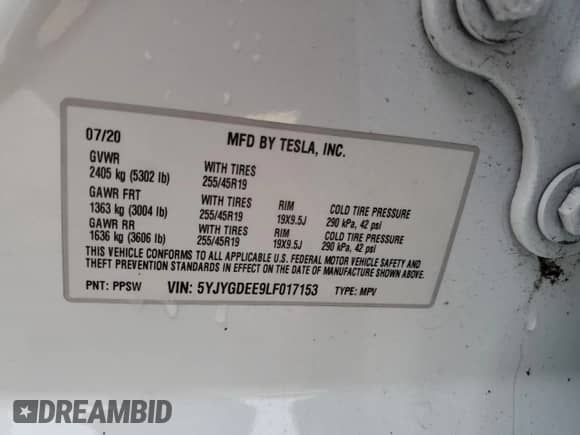 07/20 MFD BY TESLA, INC.
GVWR
2405 kg (5302 lb) WITH TIRES 255/45R19
GAWR FRT
1363 kg (3004 lb) WITH TIRES 255/45R19 RIM 19X9.5J COLD TIRE PRESSURE 290 kPa, 42 psi
GAWR RR
1636 kg (3606 lb) WITH TIRES 255/45R19 RIM 19X9.5J COLD TIRE PRESSURE 290 kPa, 42 psi
THIS VEHICLE CONFORMS TO ALL APPLICABLE U.S. FEDERAL MOTOR VEHICLE SAFETY AND
THEFT PREVENTION STANDARDS IN EFFECT ON THE DATE OF MANUFACTURE SHOWN ABOVE.
PNT: PPSW VIN: 5YJYGDEE9LF017153 TYPE: MPV
DREAMBID